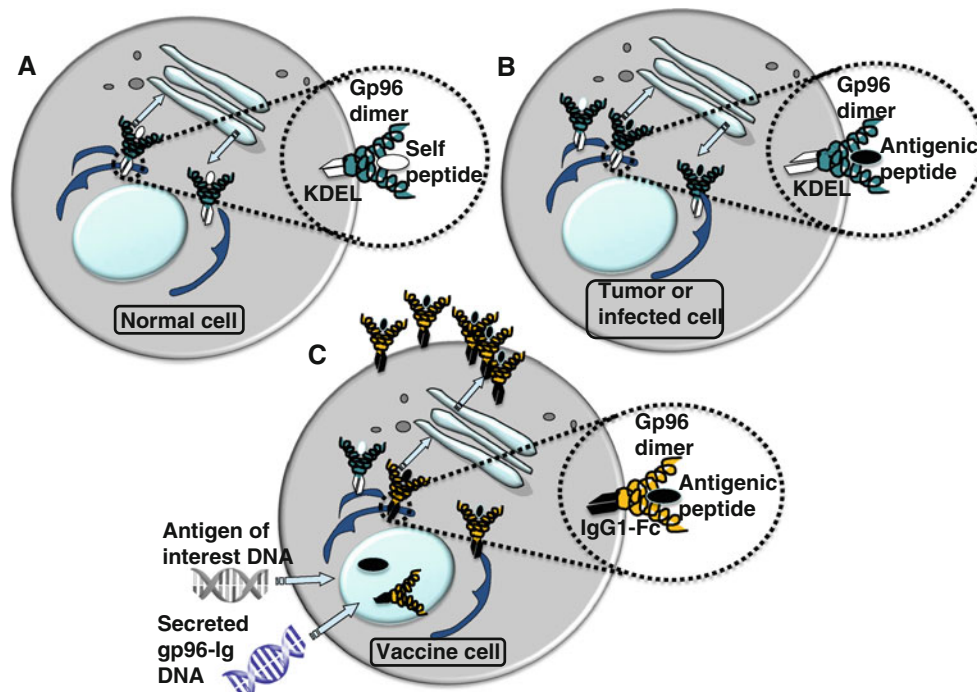 A
Gp96
dimer
Self
peptide
KDEL
Normal cell
B
Gp96
dimer
Antigenic
peptide
KDEL
Tumor or
infected cell
C
Gp96
dimer
Antigenic
peptide
IgG1-Fc
Antigen of
interest DNA
Secreted
gp96-Ig
DNA
Vaccine cell